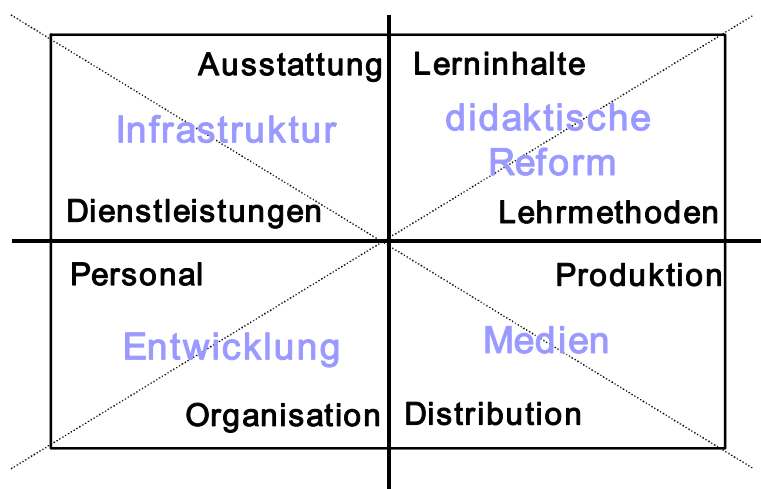 Ausstattung
Infrastruktur
Dienstleistungen
Lerninhalte
didaktische
Reform
Lehrmethoden
Personal
Entwicklung
Organisation
Produktion
Medien
Distribution